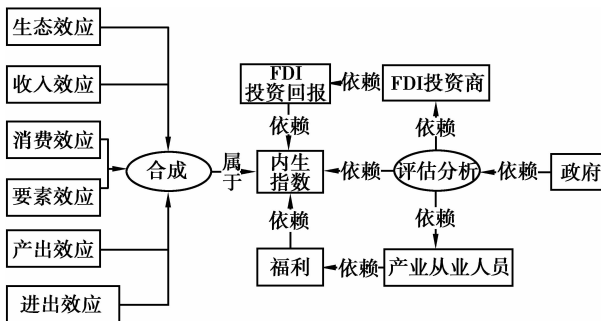 生态效应
收入效应
消费效应
要素效应
产出效应
进出效应
合成
属
于
FDI
投资回报
依赖
FDI投资商
依赖
依赖
内生
指数
依赖
评估分析
依赖
政府
依赖
依赖
福利
依赖
产业从业人员